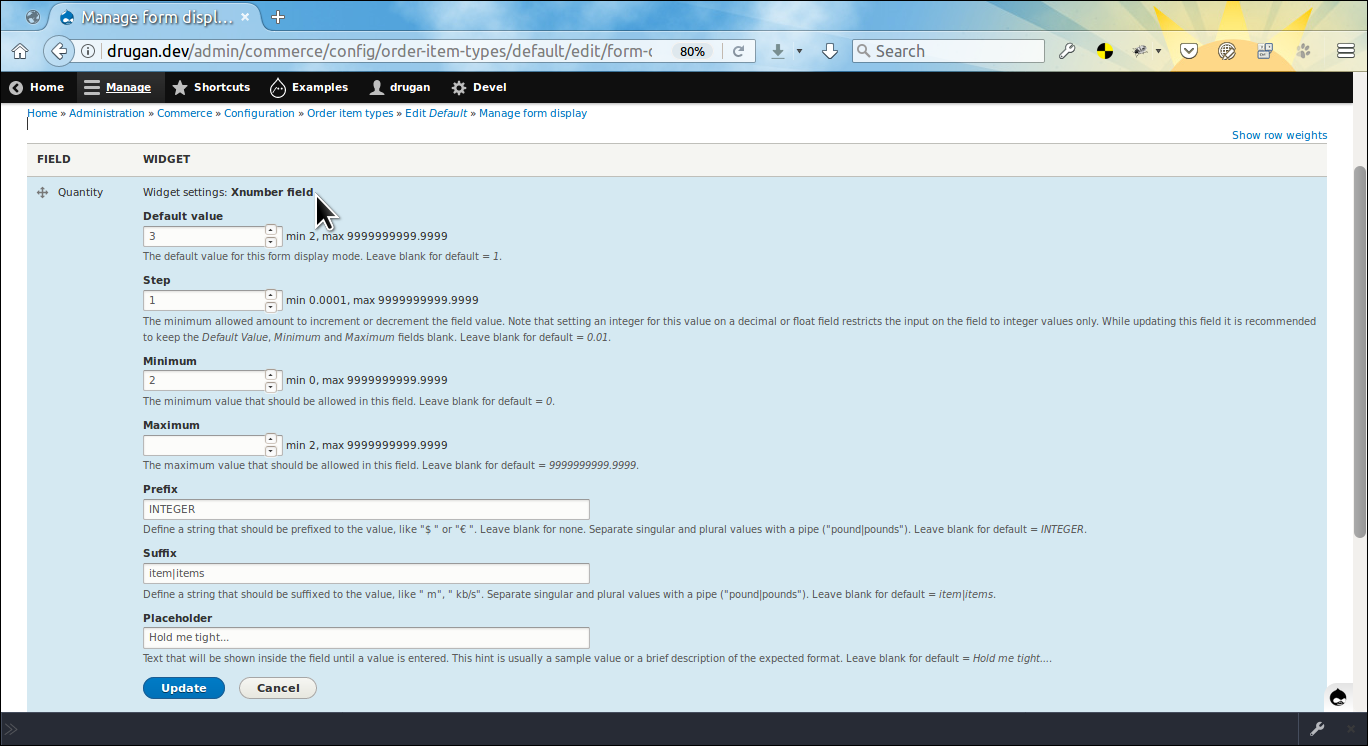 Manage form displ...
drugan.dev/admin/commerce/config/order-item-types/default/edit/form-
80%
Search
Home
Manage
Shortcuts
Examples
drugan
Devel
Home » Administration » Commerce » Configuration » Order item types » Edit Default » Manage form display
Show row weights
FIELD WIDGET
Quantity
Widget settings: Xnumber field
Default value
3 min 2, max 9999999999.9999
The default value for this form display mode. Leave blank for default = 1.
Step
1 min 0.0001, max 9999999999.9999
The minimum allowed amount to increment or decrement the field value. Note that setting an integer for this value on a decimal or float field restricts the input on the field to integer values only. While updating this field it is recommended
to keep the Default Value, Minimum and Maximum fields blank. Leave blank for default = 0.01.
Minimum
2 min 0, max 9999999999.9999
The minimum value that should be allowed in this field. Leave blank for default = 0.
Maximum
min 2, max 9999999999.9999
The maximum value that should be allowed in this field. Leave blank for default = 9999999999.9999.
Prefix
INTEGER
Define a string that should be prefixed to the value, like "$ " or "€ ". Leave blank for none. Separate singular and plural values with a pipe ("pound|pounds"). Leave blank for default = INTEGER.
Suffix
item|items
Define a string that should be suffixed to the value, like " m", " kb/s". Separate singular and plural values with a pipe ("pound|pounds"). Leave blank for default = item|items.
Placeholder
Hold me tight...
Text that will be shown inside the field until a value is entered. This hint is usually a sample value or a brief description of the expected format. Leave blank for default = Hold me tight....
Update
Cancel